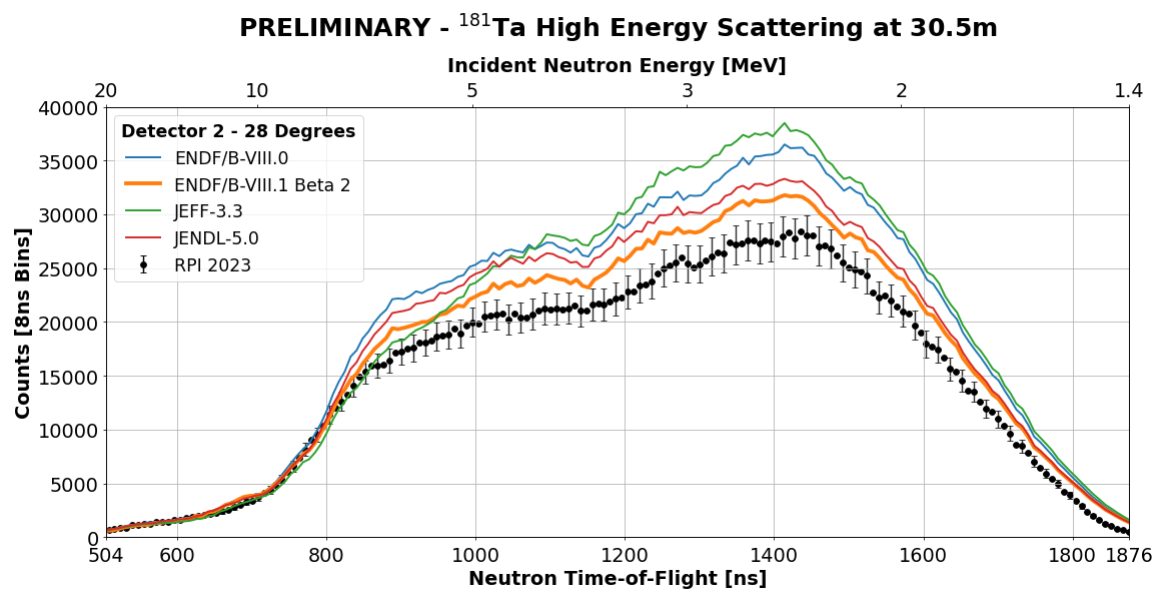 PRELIMINARY - ¹⁸¹Ta High Energy Scattering at 30.5m
Incident Neutron Energy [MeV]
20 10 5 3 2 1.4
Detector 2 - 28 Degrees
ENDF/B-VIII.0
ENDF/B-VIII.1 Beta 2
JEFF-3.3
JENDL-5.0
RPI 2023
Counts [8ns Bins]
40000
35000
30000
25000
20000
15000
10000
5000
0
504 600 800 1000 1200 1400 1600 1800 1876
Neutron Time-of-Flight [ns]